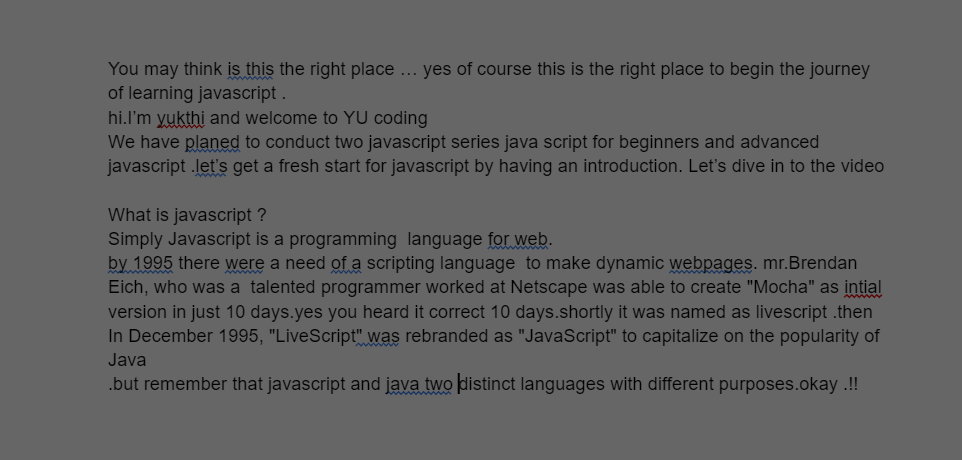 You may think is this the right place … yes of course this is the right place to begin the journey
of learning javascript .
hi.I’m yukthi and welcome to YU coding
We have planed to conduct two javascript series java script for beginners and advanced
javascript .let’s get a fresh start for javascript by having an introduction. Let’s dive in to the video
What is javascript ?
Simply Javascript is a programming  language for web.
by 1995 there were a need of a scripting language  to make dynamic webpages. mr.Brendan
Eich, who was a  talented programmer worked at Netscape was able to create "Mocha" as intial
version in just 10 days.yes you heard it correct 10 days.shortly it was named as livescript .then
In December 1995, "LiveScript" was rebranded as "JavaScript" to capitalize on the popularity of
Java
.but remember that javascript and java two distinct languages with different purposes.okay .!!